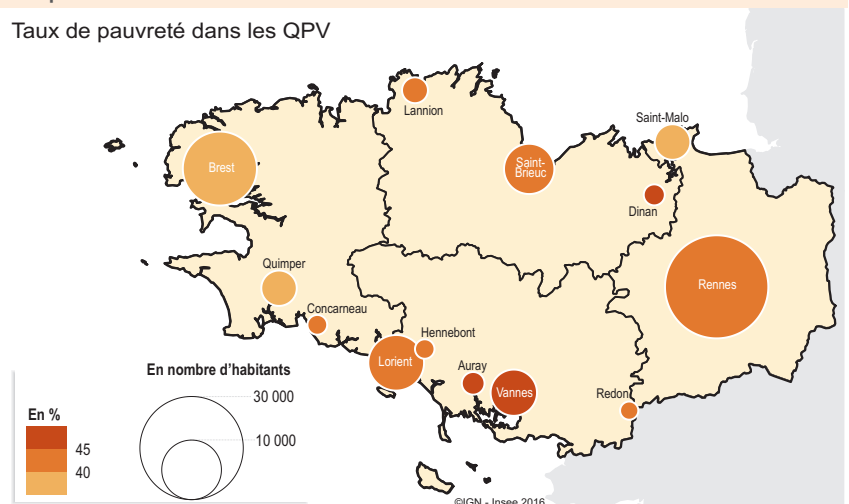 Taux de pauvreté dans les QPV
Lannion
Saint-Malo
Brest
Saint-
Brieuc
Dinan
Quimper
Rennes
Concarneau
Hennebont
Lorient
Auray
Vannes
Redon
En nombre d'habitants
30 000
10 000
En %
45
40
©IGN - Insee 2016